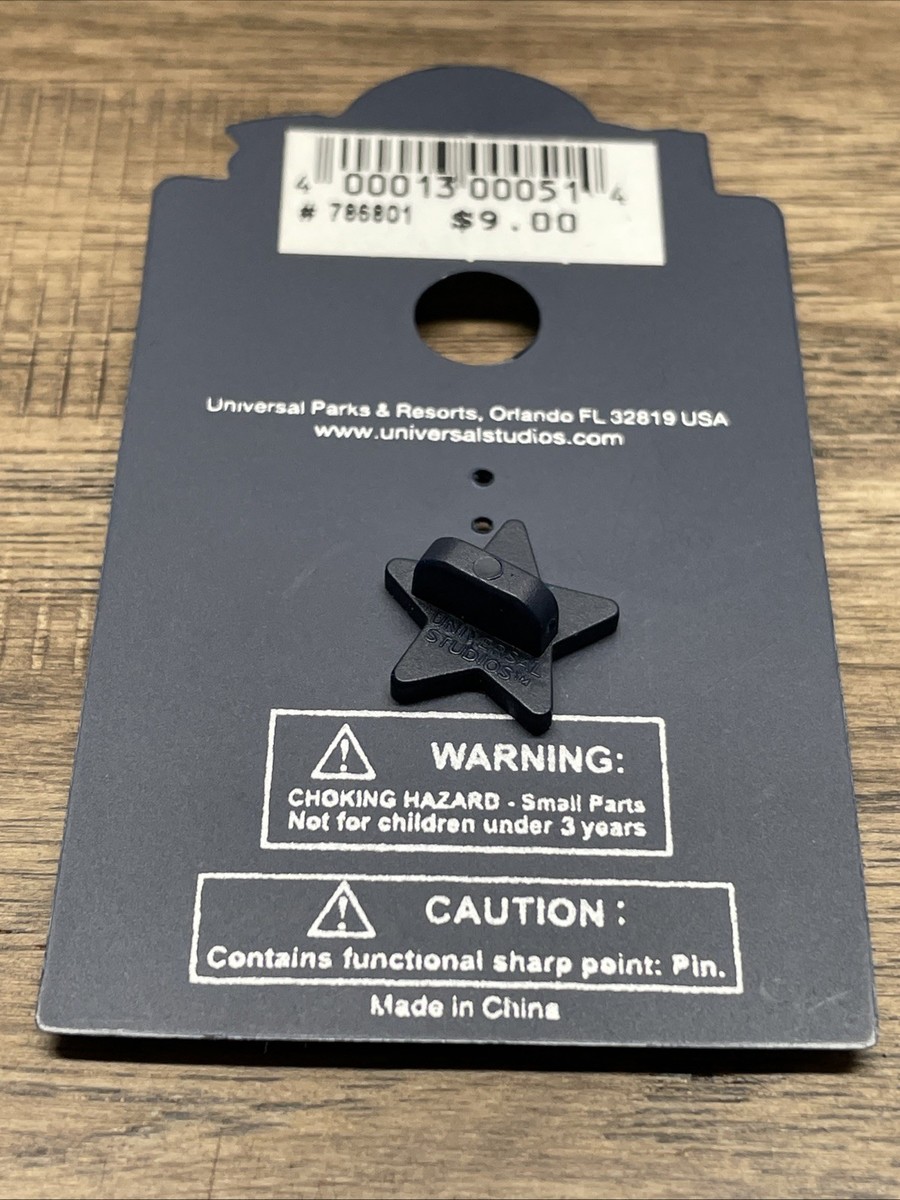 4 00013 00051 4
# 786801 $9.00
Universal Parks & Resorts, Orlando FL 32819 USA
www.universalstudios.com
UNIVERSAL
STUDIOS™
WARNING:
CHOKING HAZARD - Small Parts
Not for children under 3 years
CAUTION:
Contains functional sharp point: Pin.
Made in China